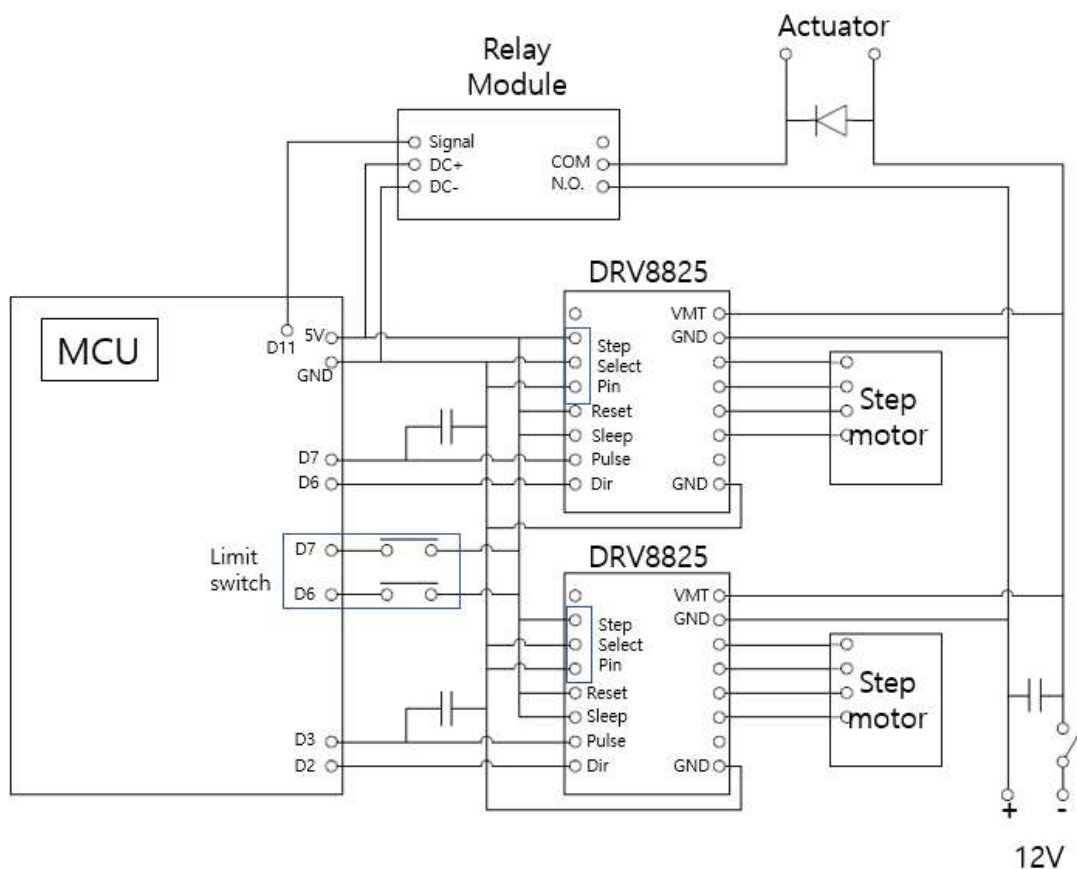 Actuator
Relay
Module
Signal
DC+
DC-
COM
N.O.
DRV8825
MCU
D11
5V
GND
VMT
GND
Step
Select
Pin
Reset
Sleep
Pulse
Dir
GND
Step
motor
D7
D6
Limit
switch
D7
D6
DRV8825
VMT
GND
Step
Select
Pin
Reset
Sleep
Pulse
Dir
GND
Step
motor
D3
D2
+
-
12V